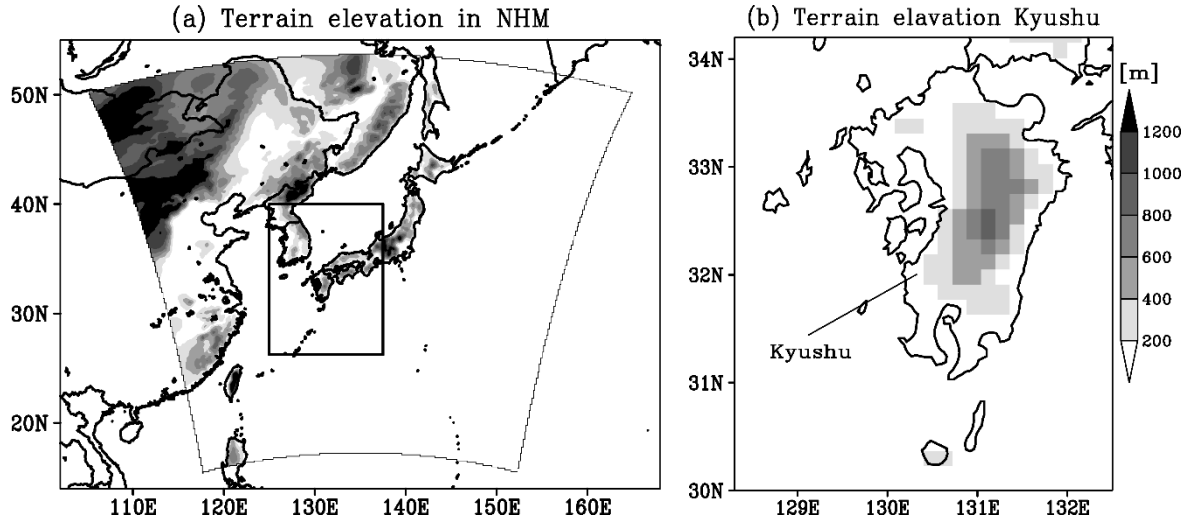 (a) Terrain elevation in NHM
50N
40N
30N
20N
110E 120E 130E 140E 150E 160E
(b) Terrain elavation Kyushu
34N
33N
32N
31N
30N
129E 130E 131E 132E
Kyushu
[m]
1200
1000
800
600
400
200